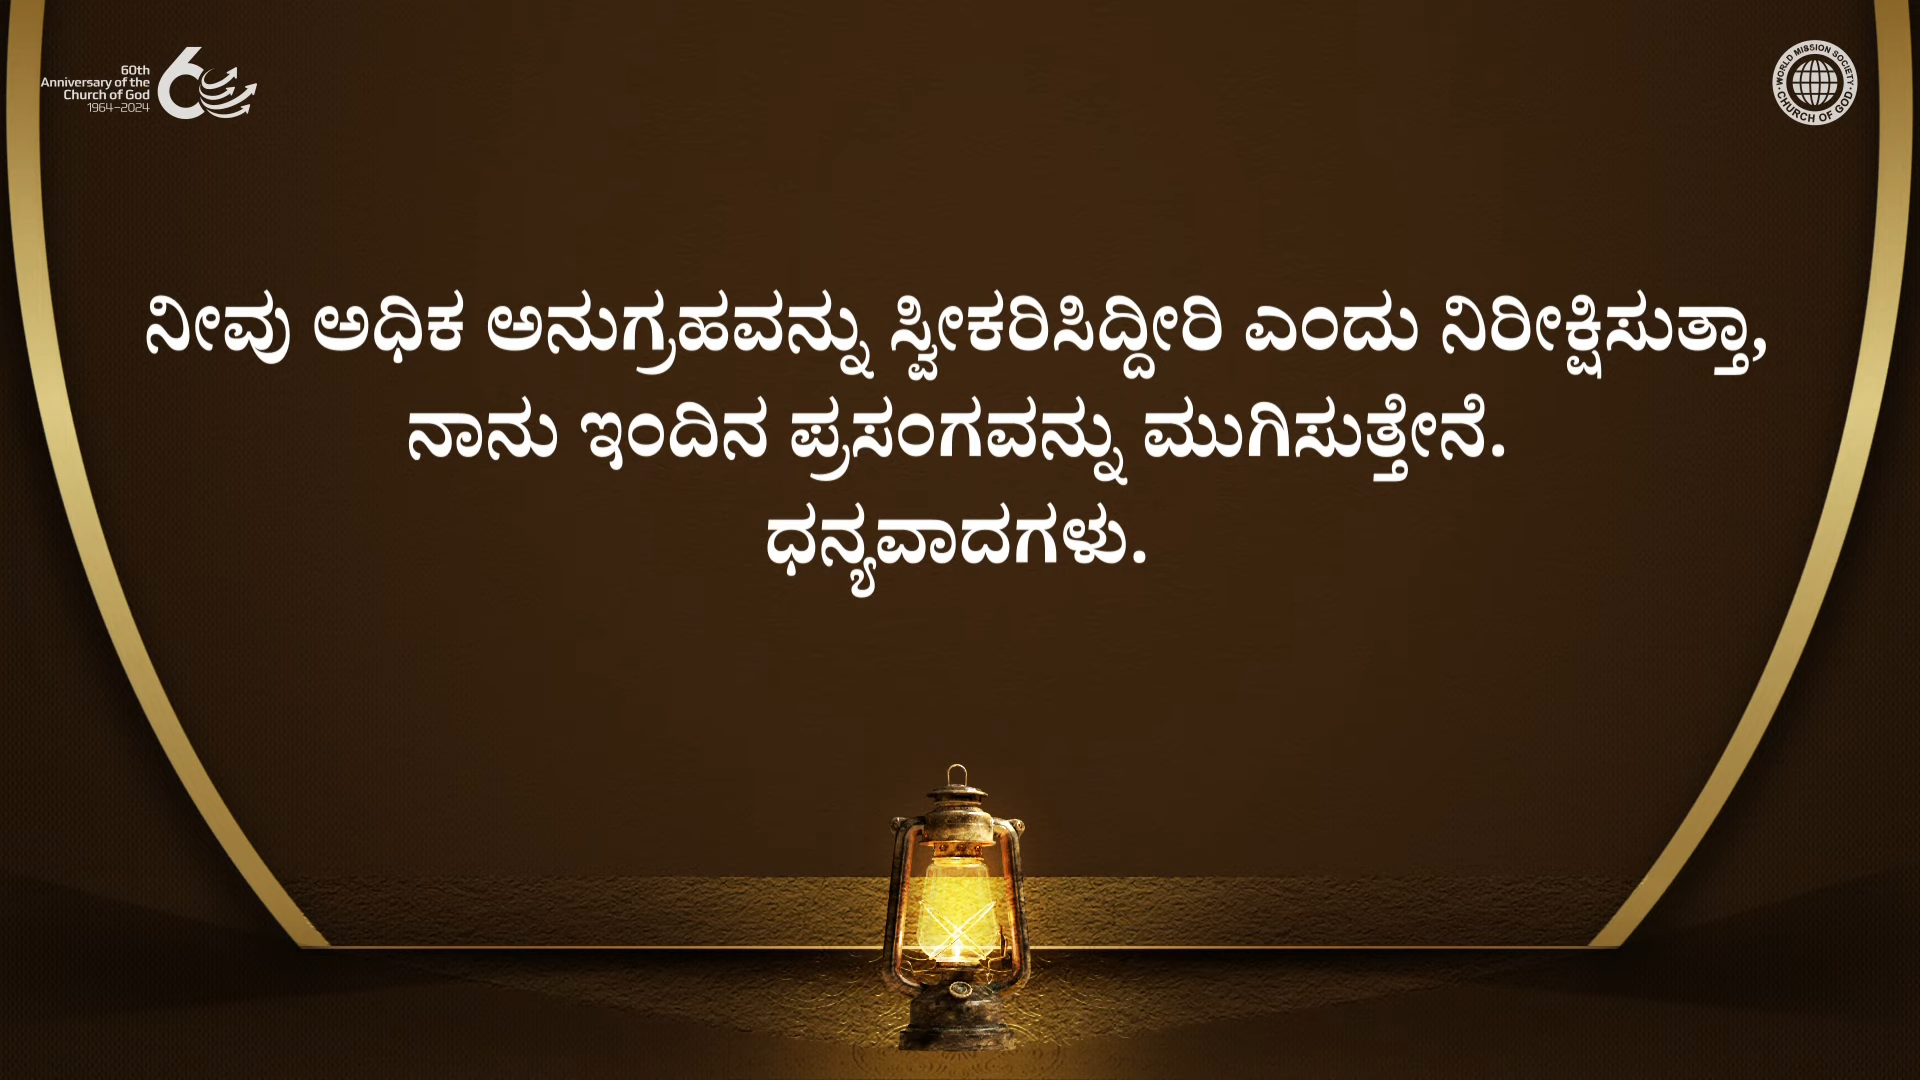 60th
Anniversary of the
Church of God
1964–2024
WORLD MISSION SOCIETY
CHURCH OF GOD
ನೀವು ಅಧಿಕ ಅನುಗ್ರಹವನ್ನು ಸ್ವೀಕರಿಸಿದ್ದೀರಿ ಎಂದು ನಿರೀಕ್ಷಿಸುತ್ತಾ,
ನಾನು ಇಂದಿನ ಪ್ರಸಂಗವನ್ನು ಮುಗಿಸುತ್ತೇನೆ.
ಧನ್ಯವಾದಗಳು.